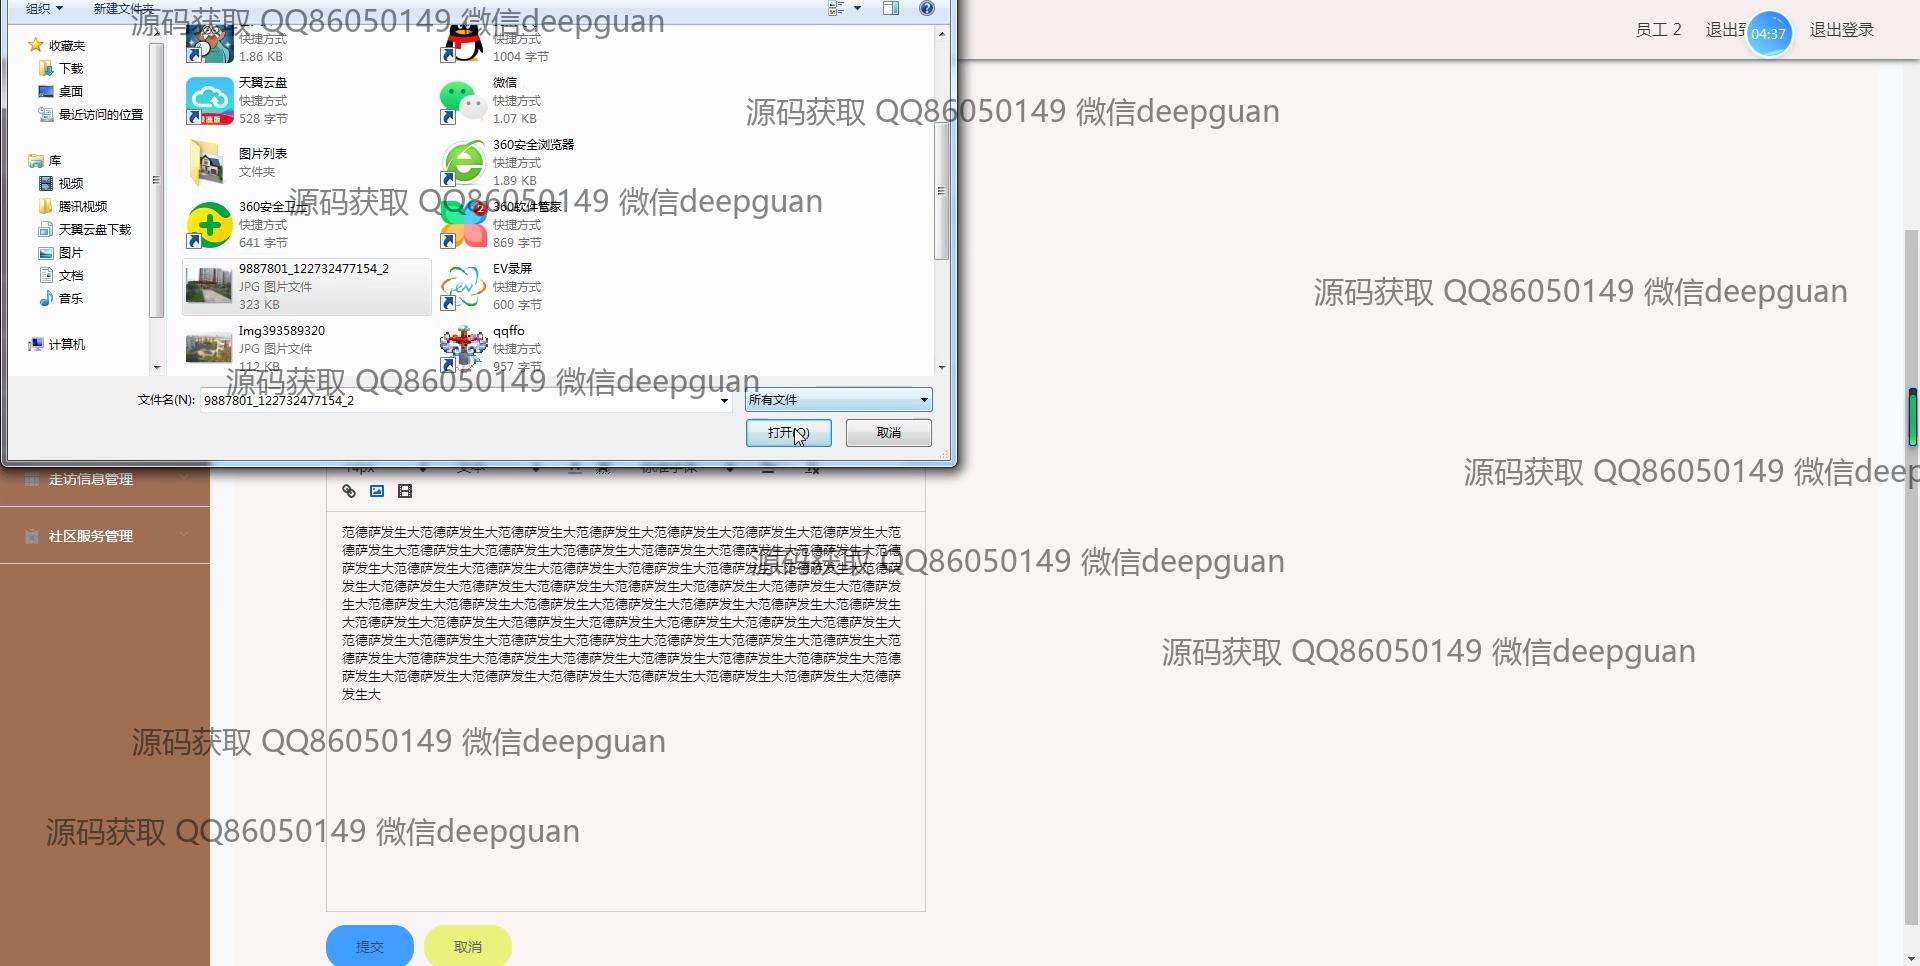 组织
新建文件夹
源码获取 QQ86050149 微信deepguan
员工 2
退出到
04:37
退出登录
收藏夹
下载
桌面
最近访问的位置
库
视频
腾讯视频
天翼云盘下载
图片
文档
音乐
计算机
快捷方式
1.86 KB
快捷方式
1004 字节
天翼云盘
快捷方式
528 字节
微信
快捷方式
1.07 KB
源码获取 QQ86050149 微信deepguan
图片列表
文件夹
360安全浏览器
快捷方式
1.89 KB
源码获取 QQ86050149 微信deepguan
360安全卫士
快捷方式
641 字节
2
360软件管家
快捷方式
869 字节
9887801_122732477154_2
JPG 图片文件
323 KB
EV录屏
快捷方式
600 字节
源码获取 QQ86050149 微信deepguan
Img393589320
JPG 图片文件
112 KB
qqffo
快捷方式
957 字节
源码获取 QQ86050149 微信deepguan
文件名(N):
9887801_122732477154_2
所有文件
打开(O)
取消
14px
文本
标准字体
走访信息管理
源码获取 QQ86050149 微信deep
社区服务管理
范德萨发生大范德萨发生大范德萨发生大范德萨发生大范德萨发生大范德萨发生大范德萨发生大范
德萨发生大范德萨发生大范德萨发生大范德萨发生大范德萨发生大范德萨发生大范德萨发生大范德
萨发生大范德萨发生大范德萨发生大范德萨发生大范德萨发生大范德萨发生大范德萨发生大范德萨
发生大范德萨发生大范德萨发生大范德萨发生大范德萨发生大范德萨发生大范德萨发生大范德萨发
生大范德萨发生大范德萨发生大范德萨发生大范德萨发生大范德萨发生大范德萨发生大范德萨发生
大范德萨发生大范德萨发生大范德萨发生大范德萨发生大范德萨发生大范德萨发生大范德萨发生大
范德萨发生大范德萨发生大范德萨发生大范德萨发生大范德萨发生大范德萨发生大范德萨发生大范
德萨发生大范德萨发生大范德萨发生大范德萨发生大范德萨发生大范德萨发生大范德萨发生大范德
萨发生大范德萨发生大范德萨发生大范德萨发生大范德萨发生大范德萨发生大范德萨发生大范德萨
发生大
源码获取 QQ86050149 微信deepguan
源码获取 QQ86050149 微信deepguan
源码获取 QQ86050149 微信deepguan
源码获取 QQ86050149 微信deepguan
提交
取消